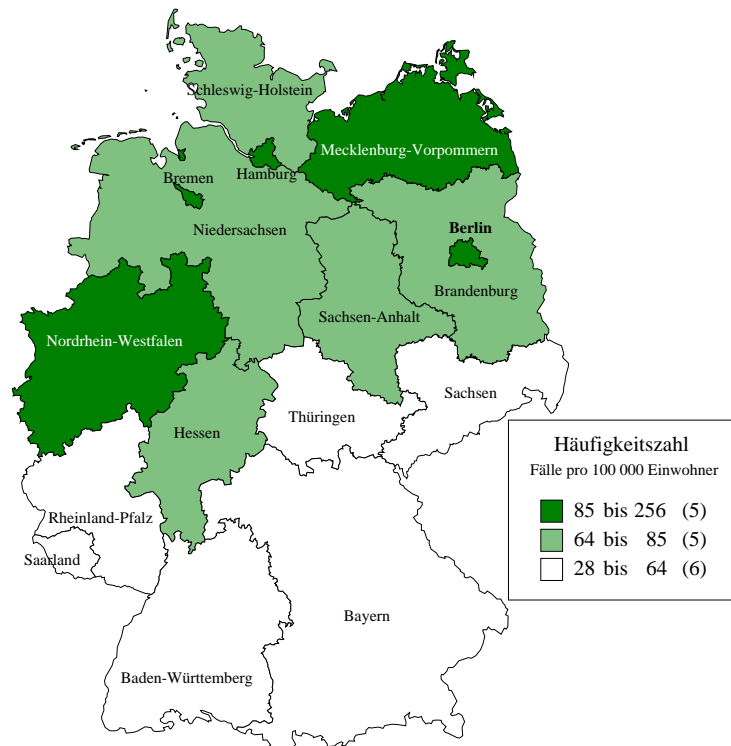 Schleswig-Holstein
Mecklenburg-Vorpommern
Hamburg
Bremen
Niedersachsen
Berlin
Brandenburg
Sachsen-Anhalt
Nordrhein-Westfalen
Sachsen
Thüringen
Hessen
Rheinland-Pfalz
Saarland
Bayern
Baden-Württemberg
Häufigkeitszahl
Fälle pro 100 000 Einwohner
85 bis 256 (5)
64 bis 85 (5)
28 bis 64 (6)